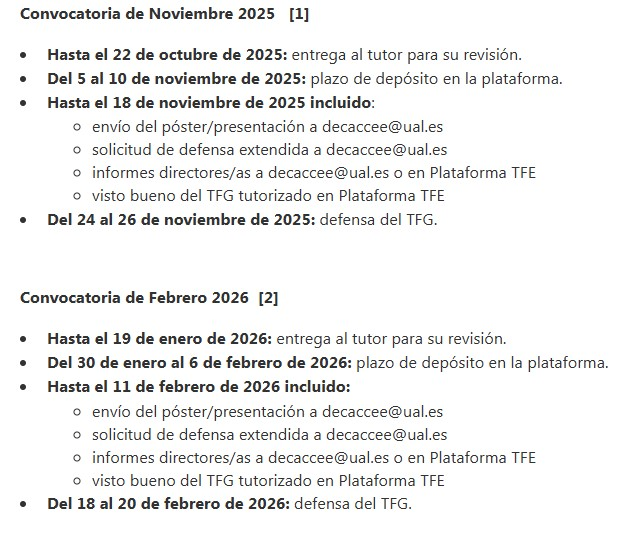 Convocatoria de Noviembre 2025 [1]
• Hasta el 22 de octubre de 2025: entrega al tutor para su revisión.
• Del 5 al 10 de noviembre de 2025: plazo de depósito en la plataforma.
• Hasta el 18 de noviembre de 2025 incluido:
○ envío del póster/presentación a decaccee@ual.es
○ solicitud de defensa extendida a decaccee@ual.es
○ informes directores/as a decaccee@ual.es o en Plataforma TFE
○ visto bueno del TFG tutorizado en Plataforma TFE
• Del 24 al 26 de noviembre de 2025: defensa del TFG.
Convocatoria de Febrero 2026 [2]
• Hasta el 19 de enero de 2026: entrega al tutor para su revisión.
• Del 30 de enero al 6 de febrero de 2026: plazo de depósito en la plataforma.
• Hasta el 11 de febrero de 2026 incluido:
○ envío del póster/presentación a decaccee@ual.es
○ solicitud de defensa extendida a decaccee@ual.es
○ informes directores/as a decaccee@ual.es o en Plataforma TFE
○ visto bueno del TFG tutorizado en Plataforma TFE
• Del 18 al 20 de febrero de 2026: defensa del TFG.